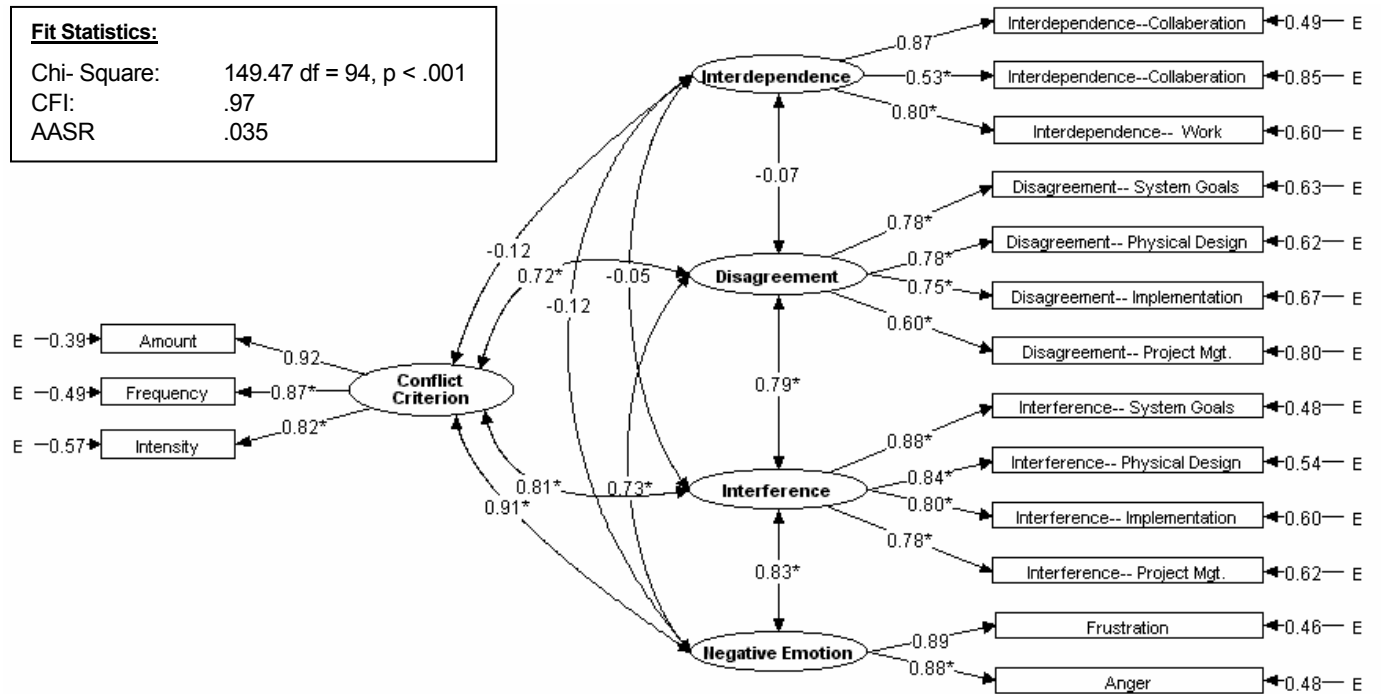 Fit Statistics:
Chi- Square: 149.47 df = 94, p < .001
CFI: .97
AASR .035
Interdependence
Disagreement
Interference
Negative Emotion
Conflict
Criterion
Amount
Frequency
Intensity
E 0.39
E 0.49
E 0.57
0.92
0.87*
0.82*
-0.12
0.72*
-0.05
-0.12
0.81*
0.73*
0.91*
-0.07
0.79*
0.83*
0.87
0.53*
0.80*
0.78*
0.78*
0.75*
0.60*
0.88*
0.84*
0.80*
0.78*
0.89
0.88*
Interdependence--Collaberation 0.49 E
Interdependence--Collaberation 0.85 E
Interdependence-- Work 0.60 E
Disagreement-- System Goals 0.63 E
Disagreement-- Physical Design 0.62 E
Disagreement-- Implementation 0.67 E
Disagreement-- Project Mgt. 0.80 E
Interference-- System Goals 0.48 E
Interference-- Physical Design 0.54 E
Interference-- Implementation 0.60 E
Interference-- Project Mgt. 0.62 E
Frustration 0.46 E
Anger 0.48 E